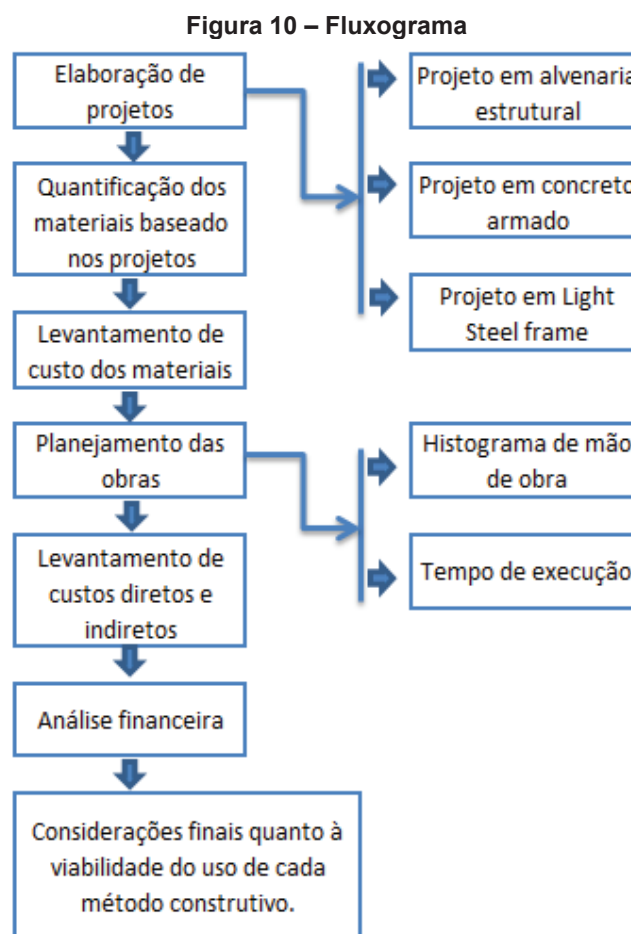 Figura 10 – Fluxograma
Elaboração de
projetos
Projeto em alvenaria
estrutural
Quantificação dos
materiais baseado
nos projetos
Projeto em concreto
armado
Projeto em Light
Steel frame
Levantamento de
custo dos materiais
Planejamento das
obras
Histograma de mão
de obra
Levantamento de
custos diretos e
indiretos
Tempo de execução
Análise financeira
Considerações finais quanto à
viabilidade do uso de cada
método construtivo.